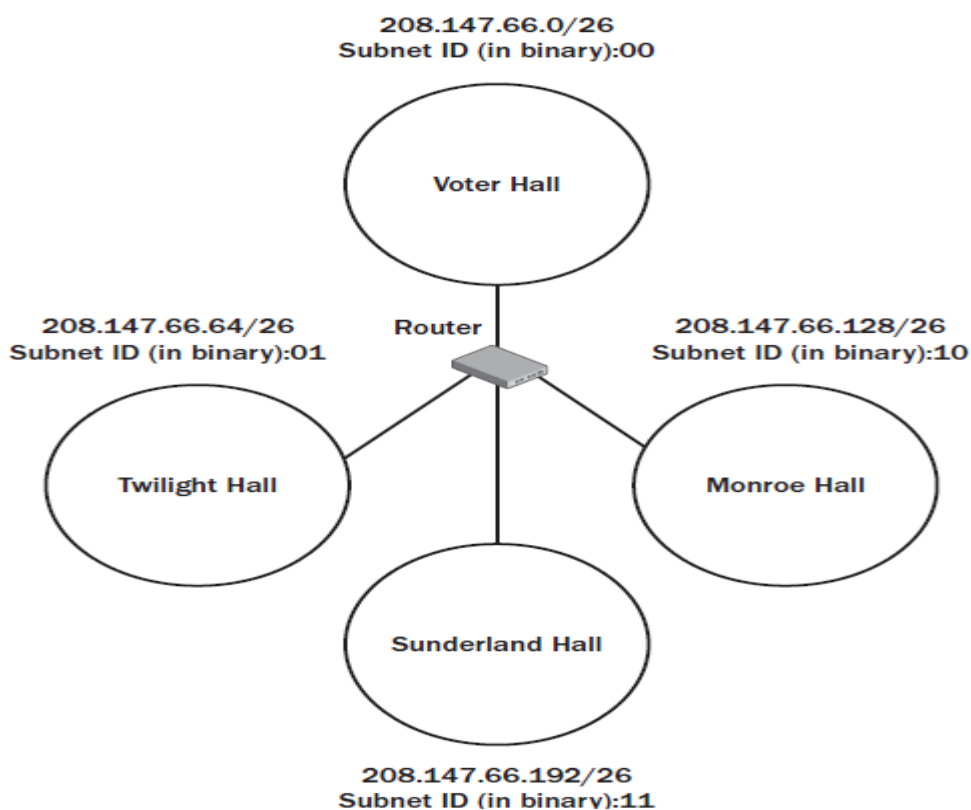 208.147.66.0/26
Subnet ID (in binary):00
Voter Hall
208.147.66.64/26
Subnet ID (in binary):01
Router
208.147.66.128/26
Subnet ID (in binary):10
Twilight Hall
Monroe Hall
Sunderland Hall
208.147.66.192/26
Subnet ID (in binary):11